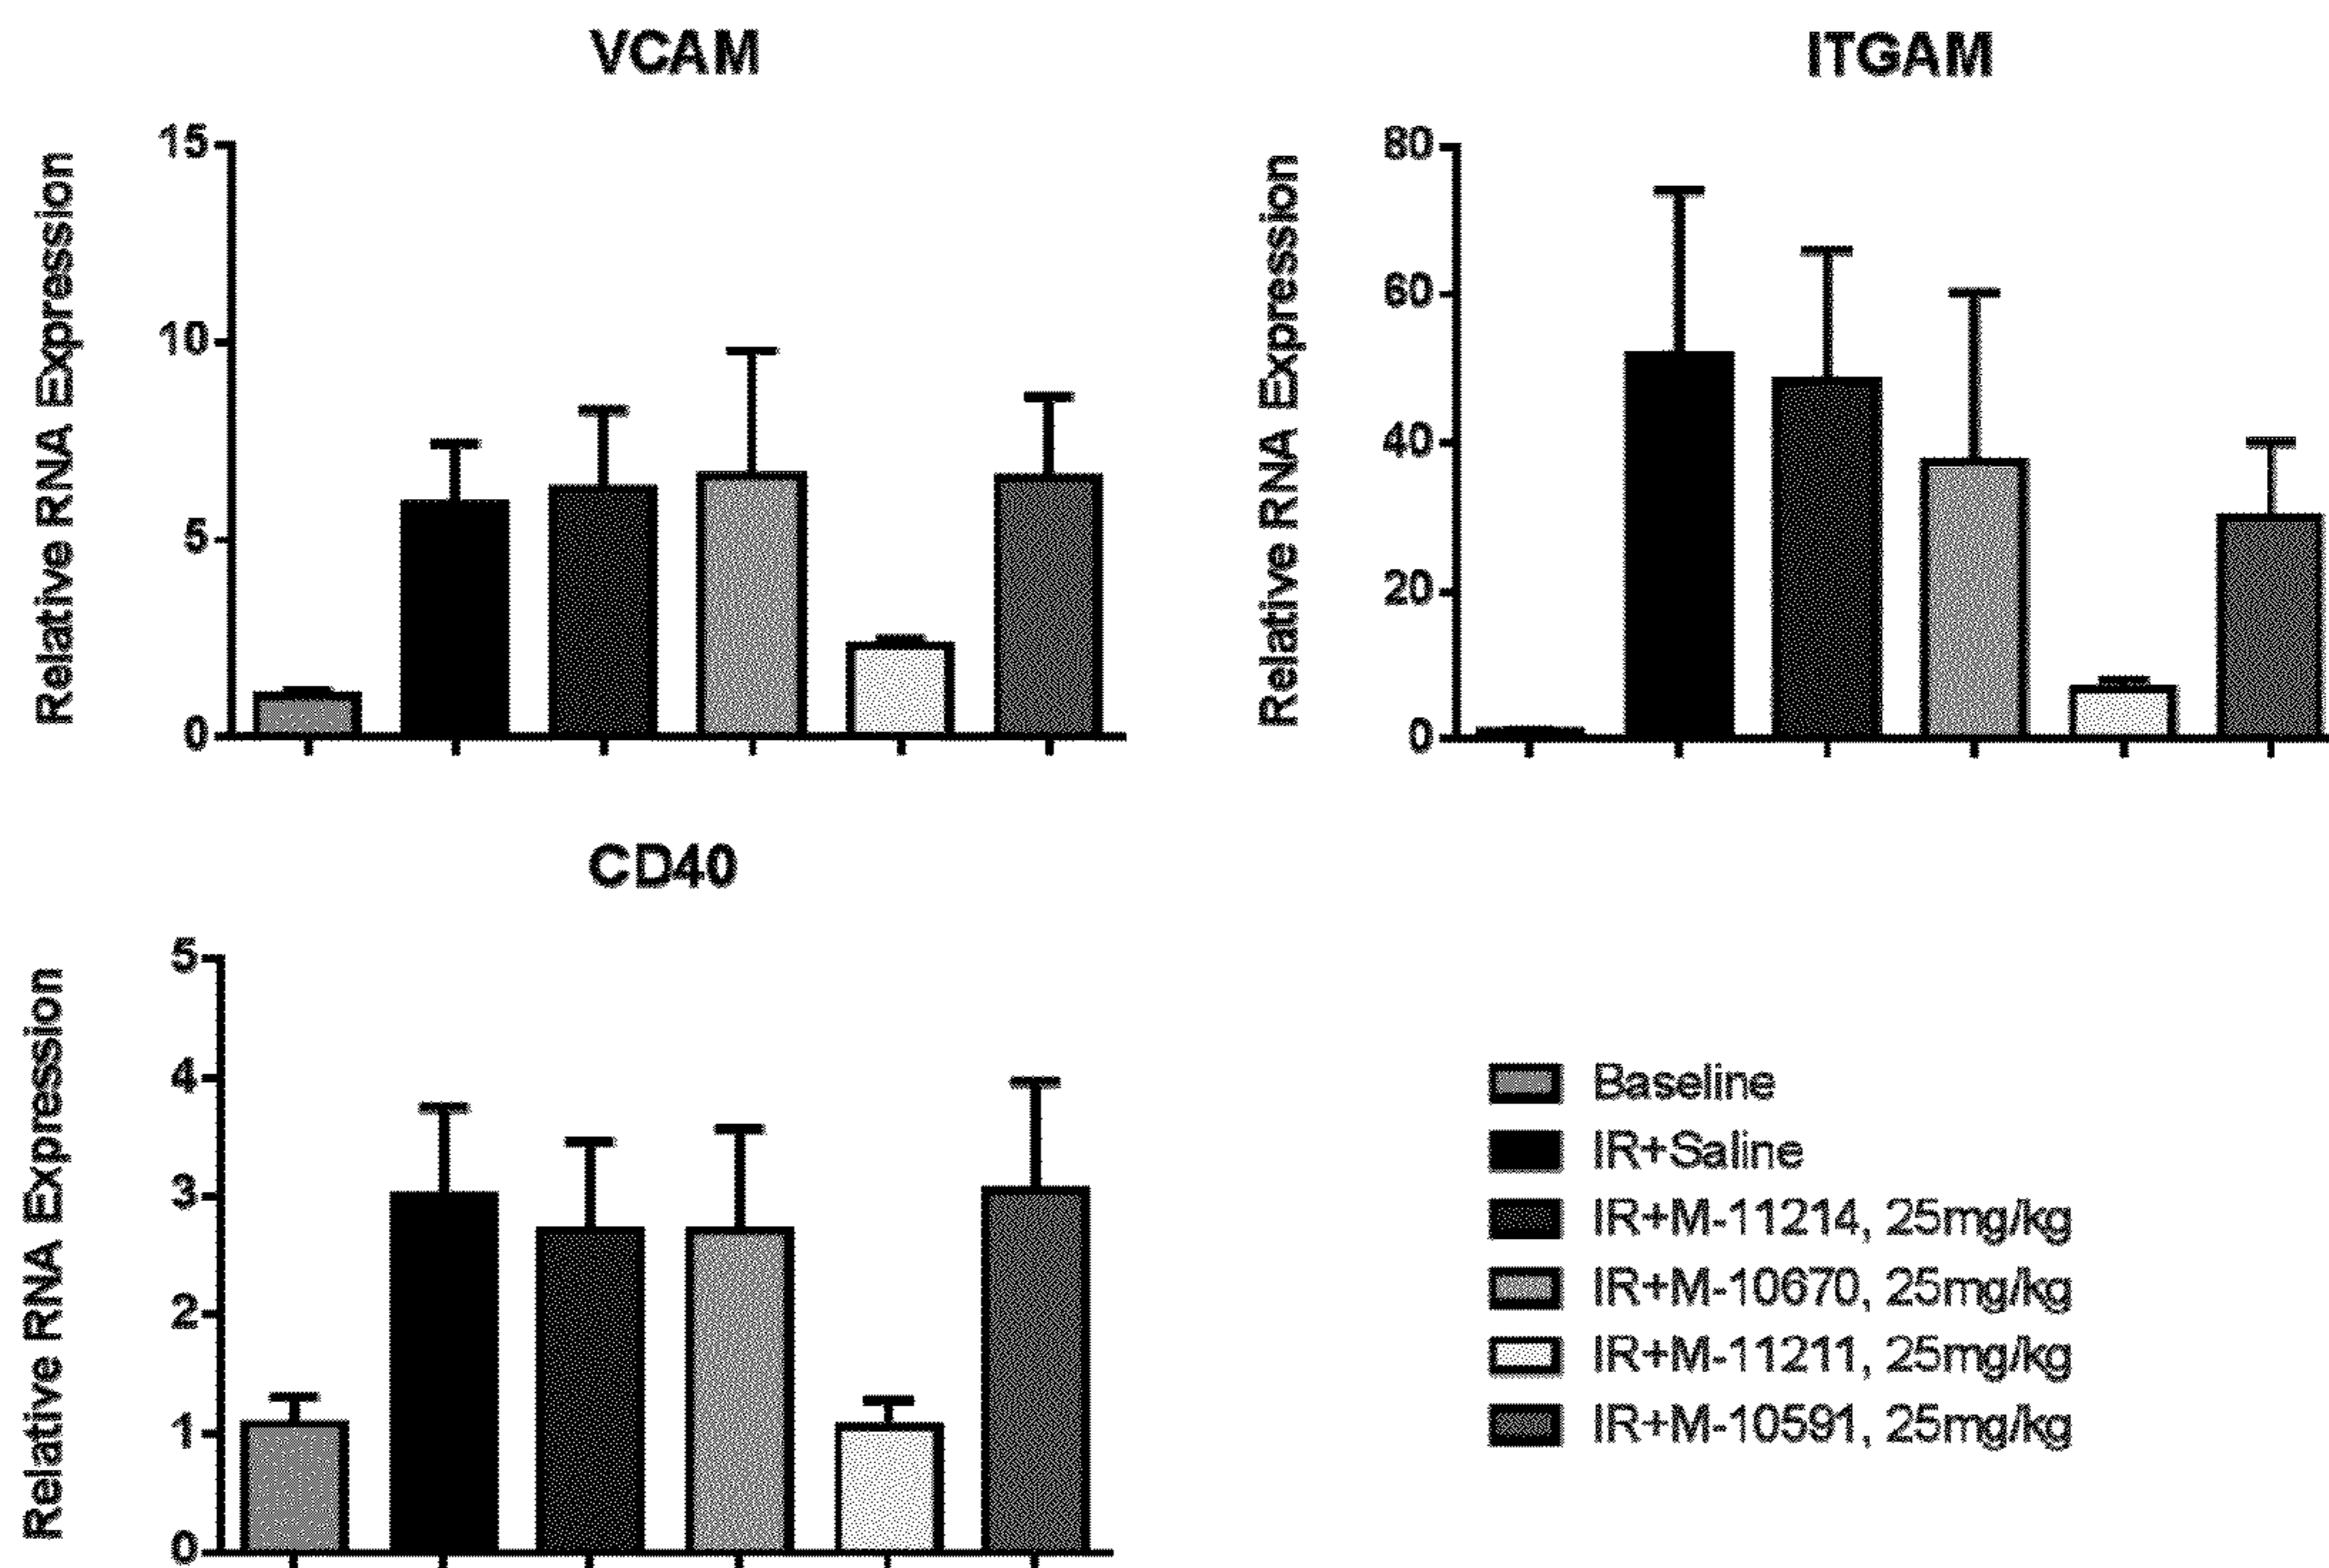 VCAM
Relative RNA Expression
15
10
5
0
ITGAM
Relative RNA Expression
80
60
40
20
0
CD40
Relative RNA Expression
5
4
3
2
1
0
Baseline
IR+Saline
IR+M-11214, 25mg/kg
IR+M-10670, 25mg/kg
IR+M-11211, 25mg/kg
IR+M-10591, 25mg/kg